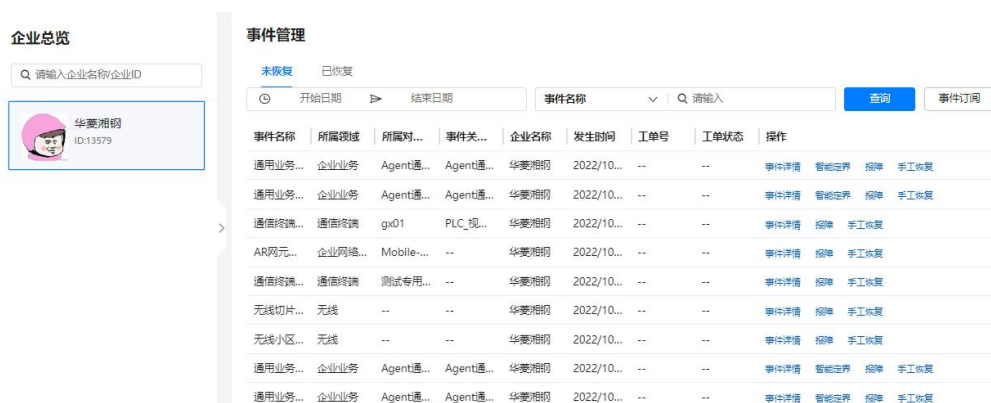 企业总览
请输入企业名称/企业ID
华菱湘钢
ID:13579
事件管理
未恢复 已恢复
开始日期 结束日期 事件名称 请输入 查询 事件订阅
事件名称 所属领域 所属对... 事件关... 企业名称 发生时间 工单号 工单状态 操作
通用业务... 企业业务 Agent通... Agent通... 华菱湘钢 2022/10... -- -- 事件详情 智能定界 报障 手工恢复
通用业务... 企业业务 Agent通... Agent通... 华菱湘钢 2022/10... -- -- 事件详情 智能定界 报障 手工恢复
通信终端... 通信终端 gx01 PLC_视... 华菱湘钢 2022/10... -- -- 事件详情 报障 手工恢复
AR网元... 企业网络... Mobile-... -- 华菱湘钢 2022/10... -- -- 事件详情 报障 手工恢复
通信终端... 通信终端 测试专用... -- 华菱湘钢 2022/10... -- -- 事件详情 报障 手工恢复
无线切片... 无线 -- -- 华菱湘钢 2022/10... -- -- 事件详情 报障 手工恢复
无线小区... 无线 -- -- 华菱湘钢 2022/10... -- -- 事件详情 报障 手工恢复
通用业务... 企业业务 Agent通... Agent通... 华菱湘钢 2022/10... -- -- 事件详情 智能定界 报障 手工恢复
通用业务... 企业业务 Agent通... Agent通... 华菱湘钢 2022/10... -- -- 事件详情 智能定界 报障 手工恢复